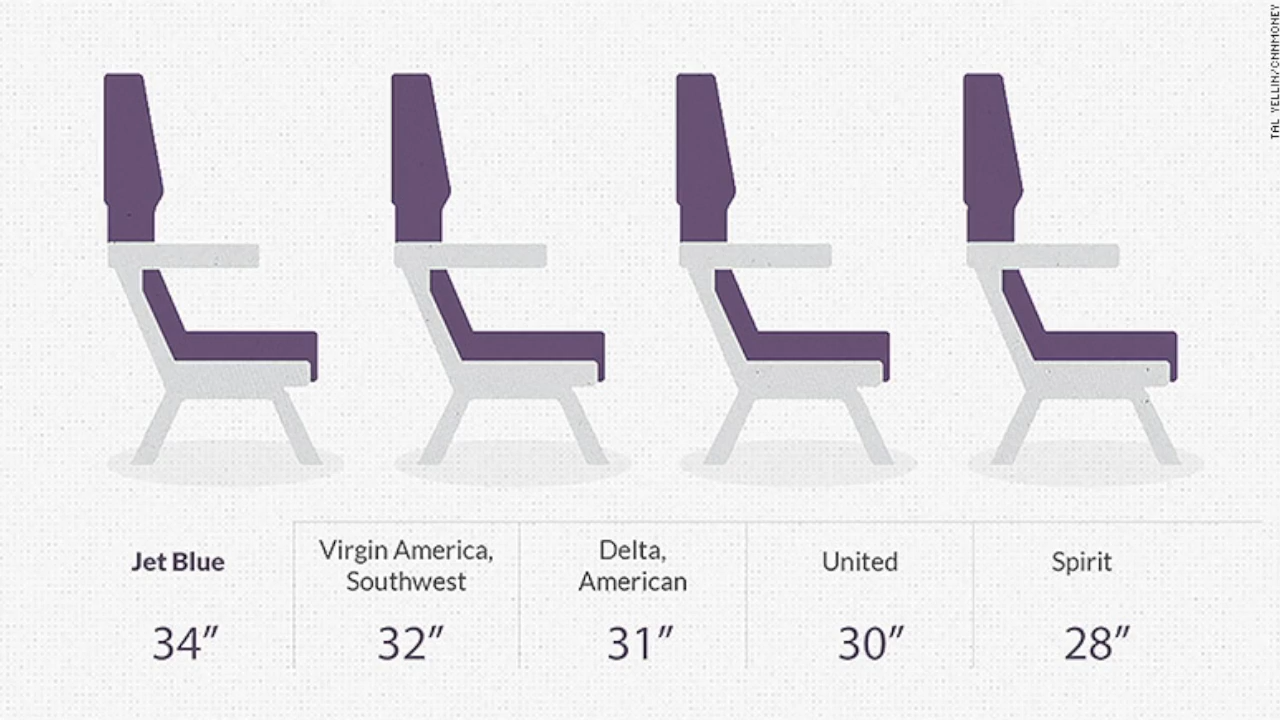 TAL YELLIN/CNNMONEY
Jet Blue
34”
Virgin America,
Southwest
32”
Delta,
American
31”
United
30”
Spirit
28”